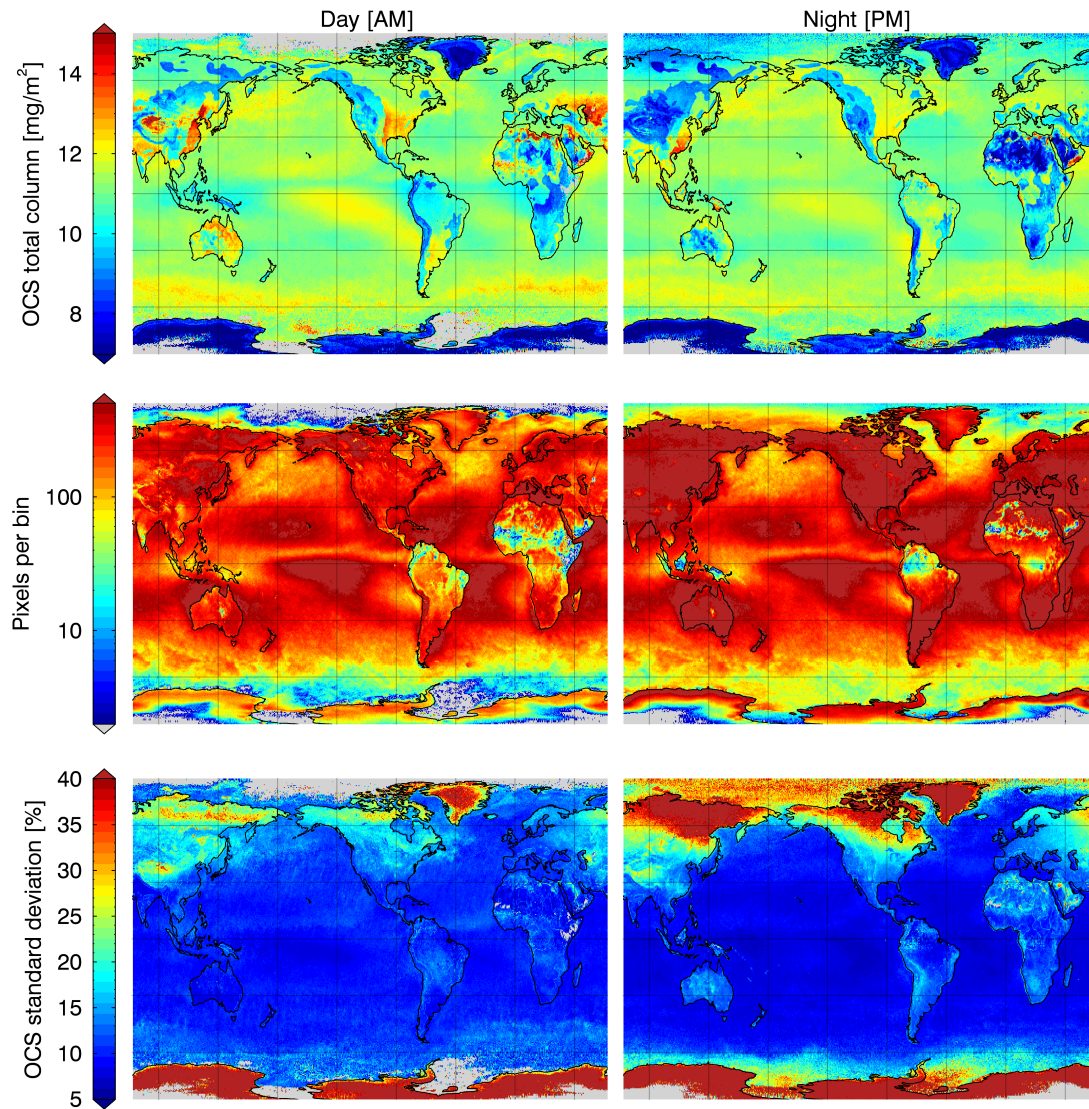 Day [AM]
Night [PM]
OCS total column [mg/m²]
14
12
10
8
Pixels per bin
100
10
OCS standard deviation [%]
40
35
30
25
20
15
10
5